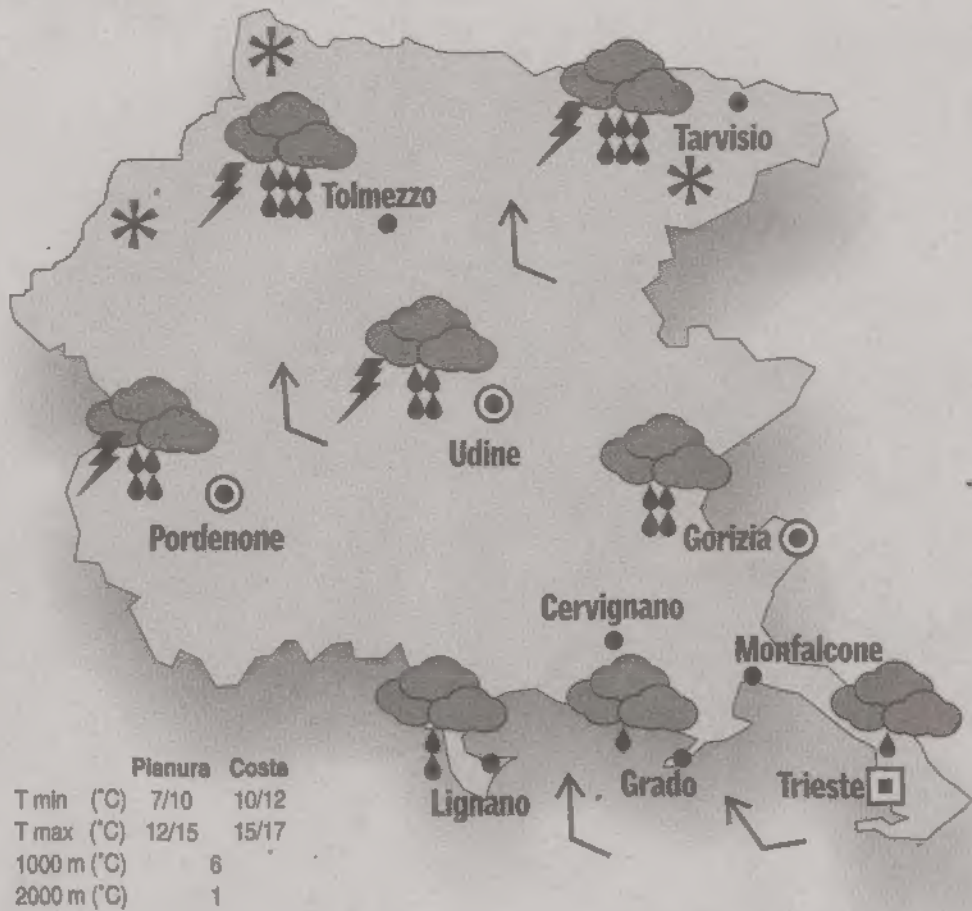 Tarvisio
Tolmezzo
Udine
Pordenone
Gorizia
Cervignano
Monfalcone
Lignano
Grado
Trieste
Pianura Costa
T min (°C) 7/10 10/12
T max (°C) 12/15 15/17
1000 m (°C) 6
2000 m (°C) 1